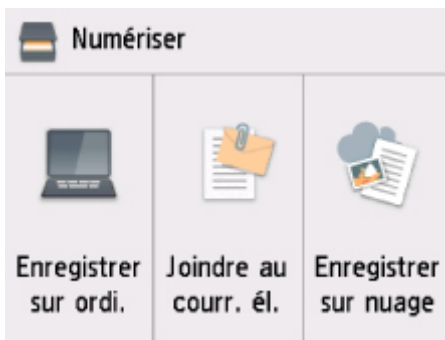 Numériser
Enregistrer
sur ordi.
Joindre au
courr. él.
Enregistrer
sur nuage